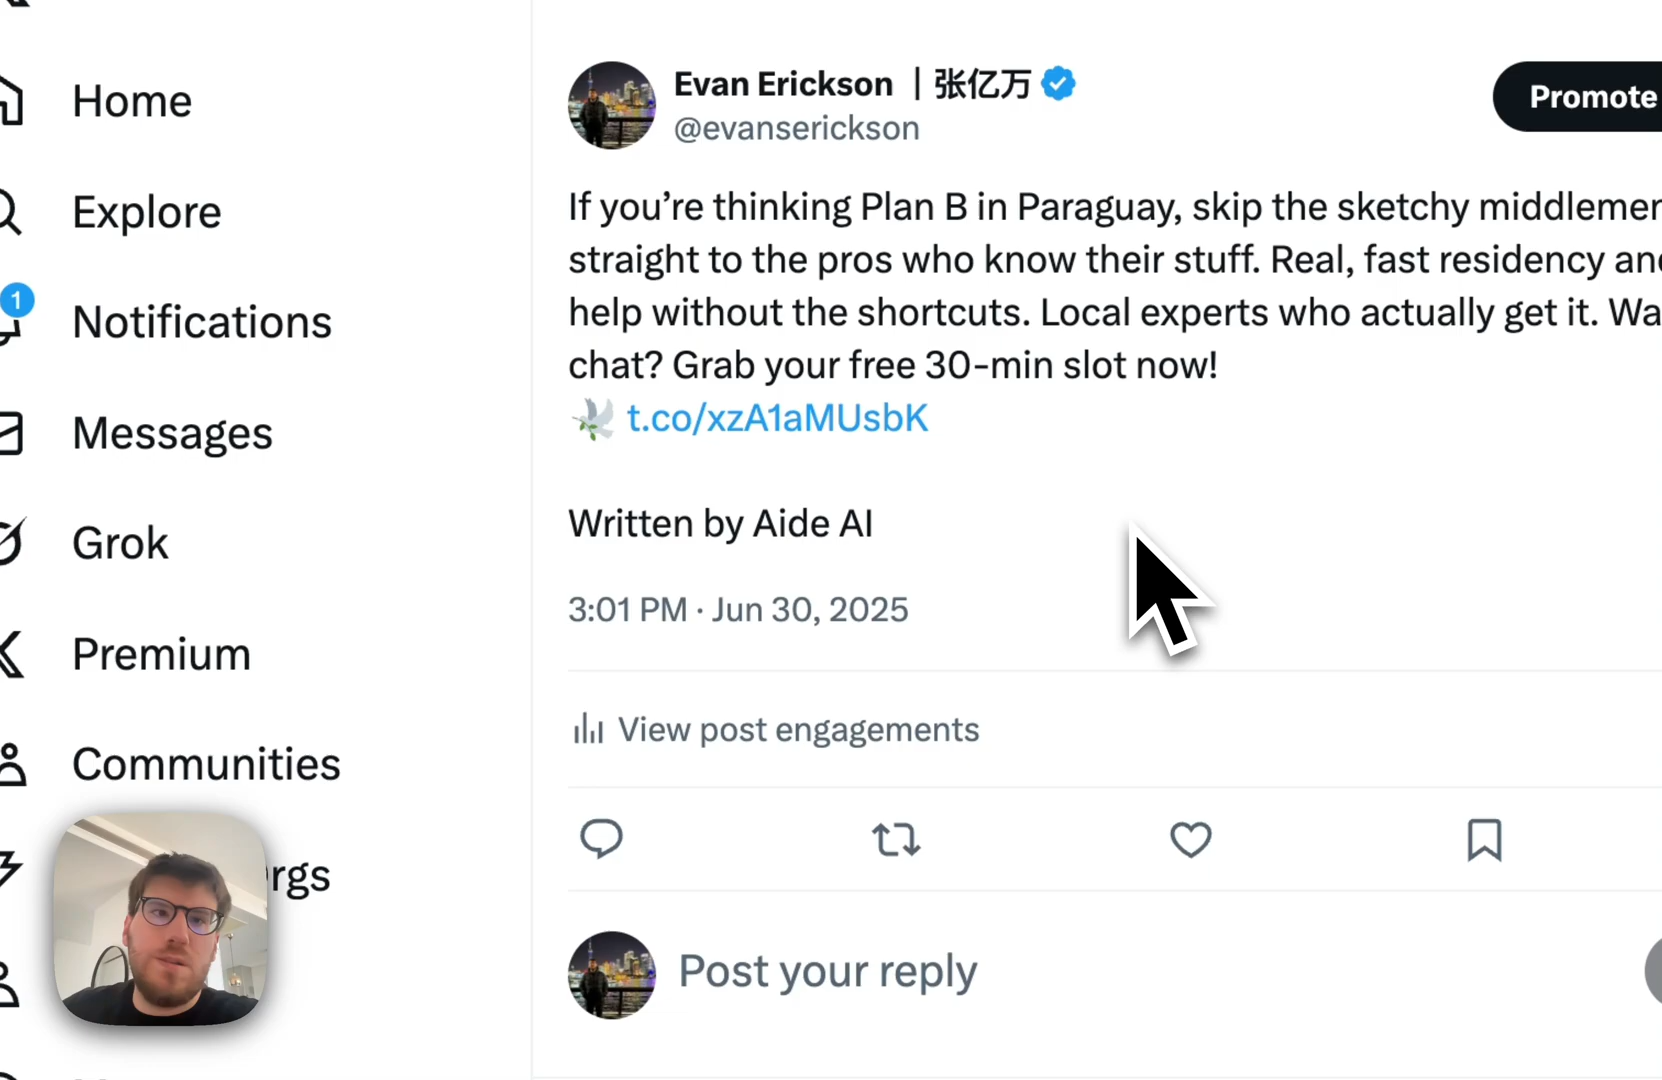 Home
Explore
1
Notifications
Messages
Grok
Premium
Communities
rgs
Evan Erickson ｜张亿万
@evanserickson
Promote
If you’re thinking Plan B in Paraguay, skip the sketchy middlemen
straight to the pros who know their stuff. Real, fast residency and
help without the shortcuts. Local experts who actually get it. Wa
chat? Grab your free 30-min slot now!
🕊️ t.co/xzA1aMUsbK
Written by Aide AI
3:01 PM · Jun 30, 2025
View post engagements
Post your reply